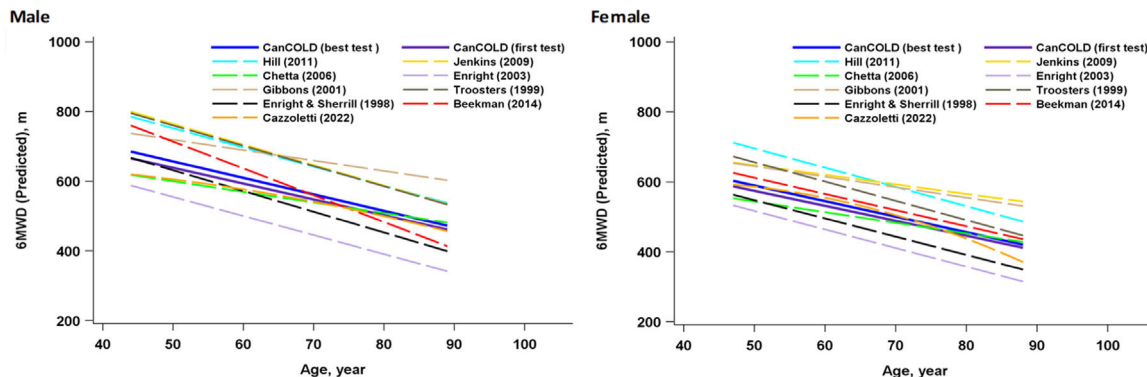 Male
1000
800
600
400
200
6MWD (Predicted), m
CanCOLD (best test )
CanCOLD (first test)
Hill (2011)
Jenkins (2009)
Chetta (2006)
Enright (2003)
Gibbons (2001)
Troosters (1999)
Enright & Sherrill (1998)
Beekman (2014)
Cazzoletti (2022)
40 50 60 70 80 90 100
Age, year
Female
1000
800
600
400
200
6MWD (Predicted), m
CanCOLD (best test )
CanCOLD (first test)
Hill (2011)
Jenkins (2009)
Chetta (2006)
Enright (2003)
Gibbons (2001)
Troosters (1999)
Enright & Sherrill (1998)
Beekman (2014)
Cazzoletti (2022)
40 50 60 70 80 90 100
Age, year